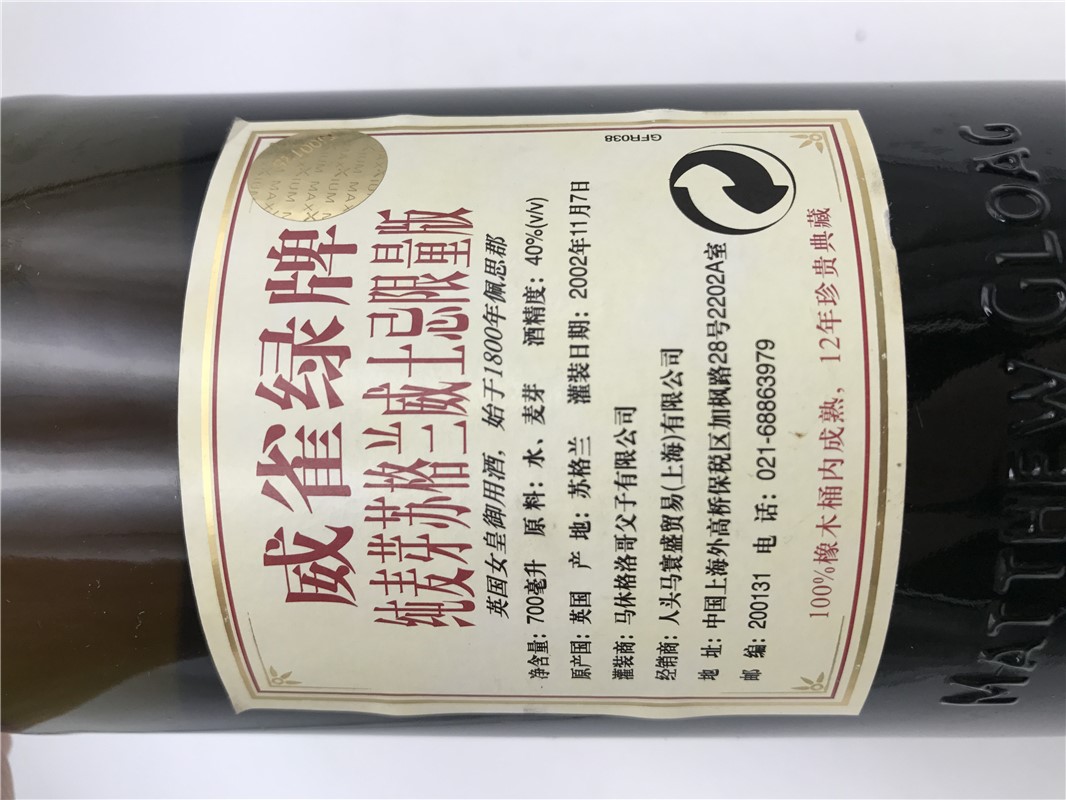 威雀绿牌
纯麦芽苏格兰威士忌限量版
英国女皇御用酒，始于1800年佩思郡
净含量：700毫升 原料：水、麦芽 酒精度：40%(v/v)
原产国：英国 产地：苏格兰 灌装日期：2002年11月7日
灌装商：马休格洛哥父子有限公司
经销商：人头马寰盛贸易(上海)有限公司
地址：中国上海外高桥保税区加枫路28号2202A室
邮编：200131 电话：021-68863979
100%橡木桶内成熟，12年珍贵典藏
GFR038
MATTHEW GLOAG